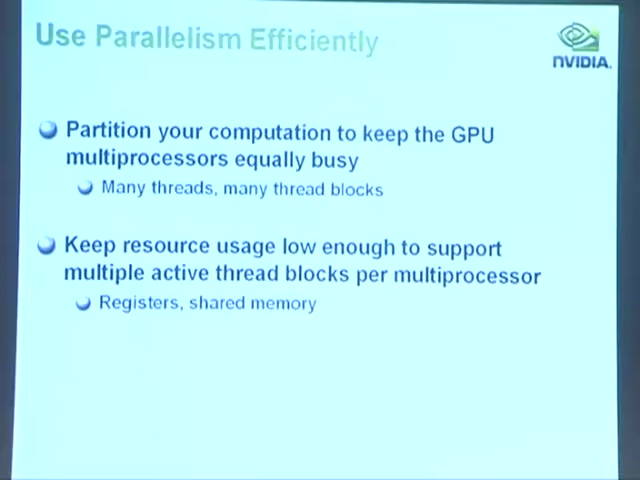 Use Parallelism Efficiently
nVIDIA.
Partition your computation to keep the GPU
multiprocessors equally busy
Many threads, many thread blocks
Keep resource usage low enough to support
multiple active thread blocks per multiprocessor
Registers, shared memory